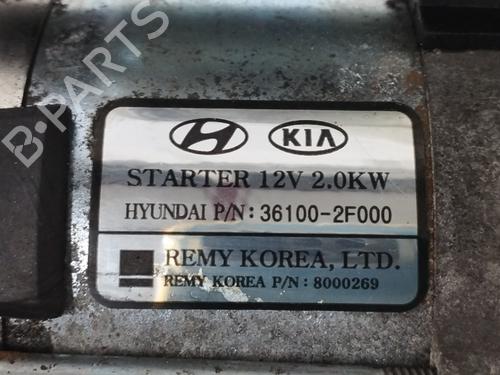 B-PARTS
KIA
STARTER 12V 2.0KW
HYUNDAI P/N: 36100-2F000
REMY KOREA, LTD.
REMY KOREA P/N : 8000269